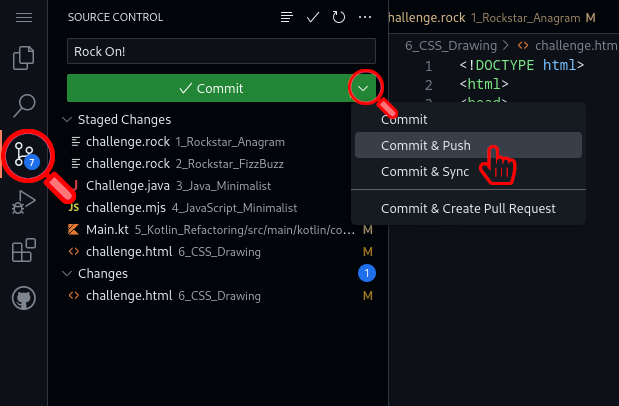 SOURCE CONTROL
Rock On!
Commit
Staged Changes
challenge.rock 1_Rockstar_Anagram
challenge.rock 2_Rockstar_FizzBuzz
J Challenge.java 3_Java_Minimalist
JS challenge.mjs 4_JavaScript_Minimalist
Main.kt 5_Kotlin_Refactoring/src/main/kotlin/co... M
challenge.html 6_CSS_Drawing M
Changes 1
challenge.html 6_CSS_Drawing M
7
Commit
Commit & Push
Commit & Sync
Commit & Create Pull Request
hallenge.rock 1_Rockstar_Anagram M
6_CSS_Drawing > challenge.htm
1 <!DOCTYPE html>
2 <html>
3 <head>